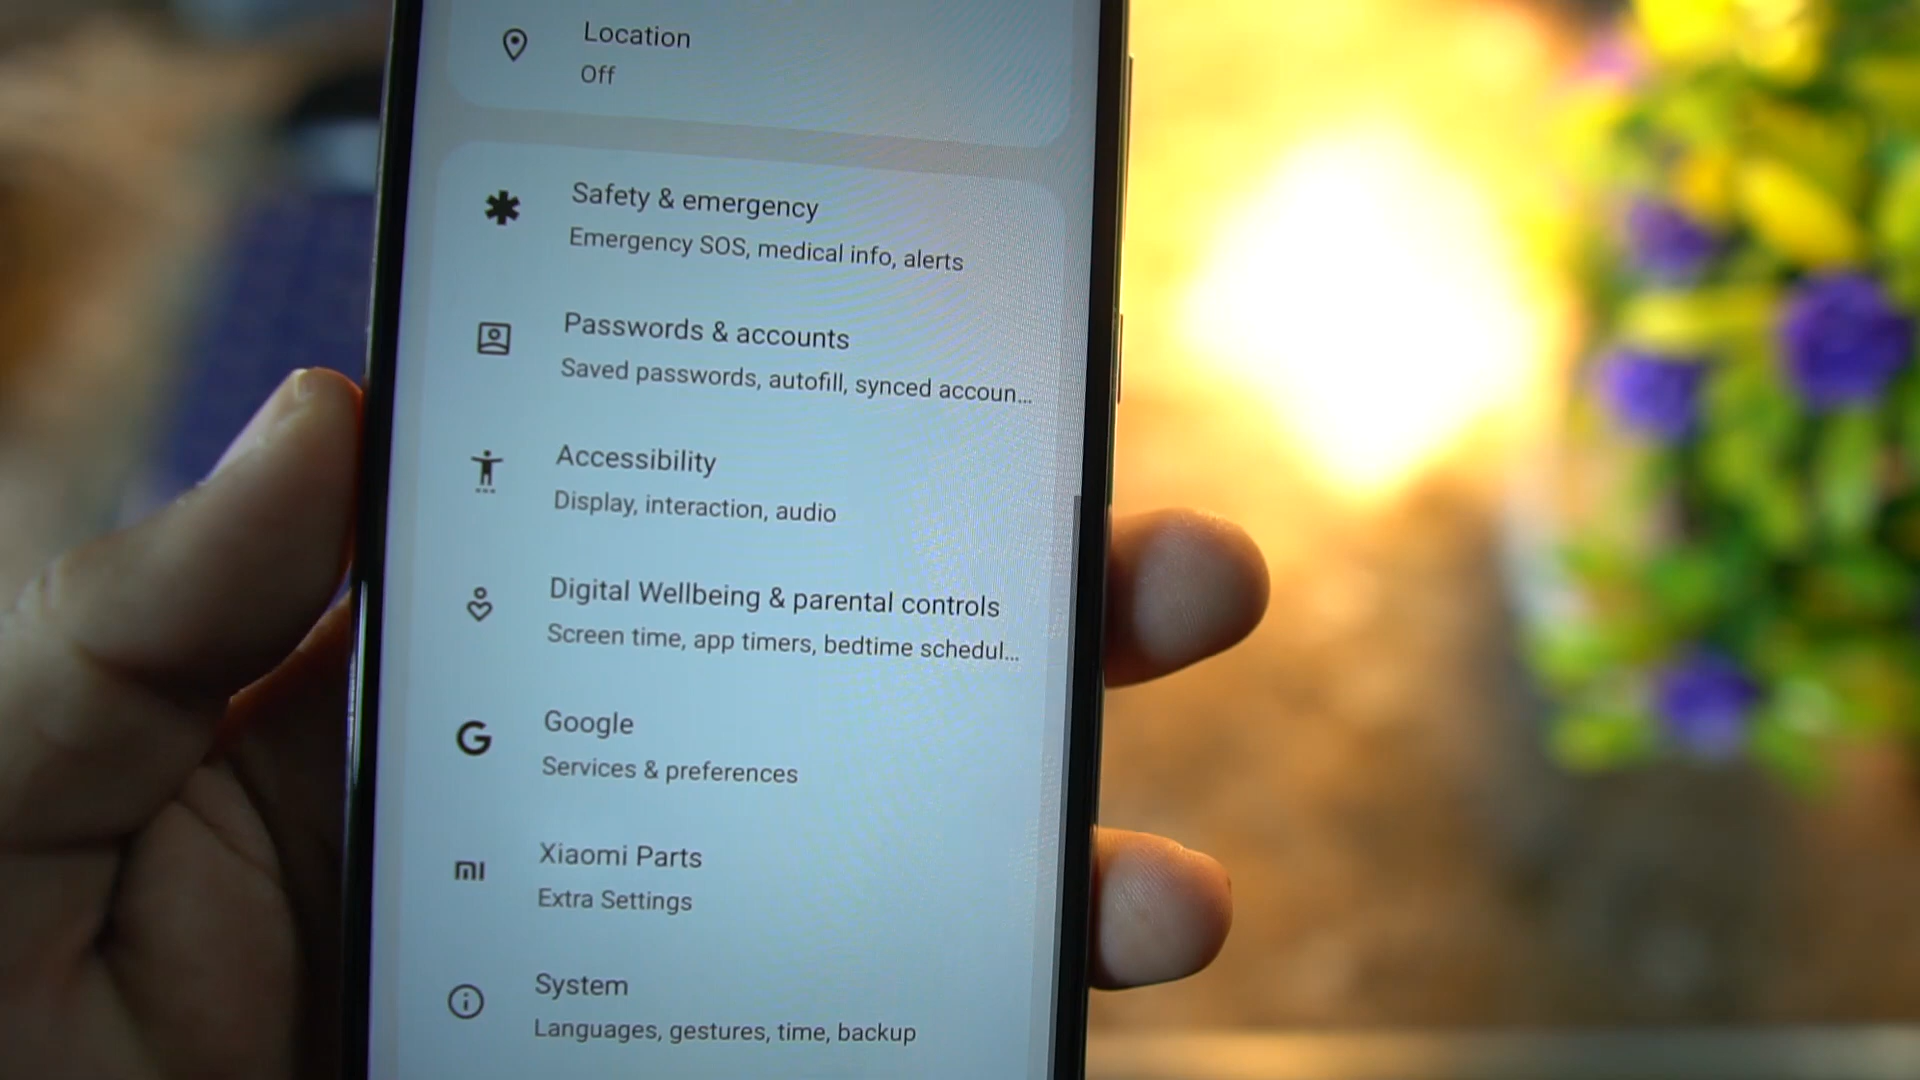 Location
Off
Safety & emergency
Emergency SOS, medical info, alerts
Passwords & accounts
Saved passwords, autofill, synced accoun...
Accessibility
Display, interaction, audio
Digital Wellbeing & parental controls
Screen time, app timers, bedtime schedul...
Google
Services & preferences
Xiaomi Parts
Extra Settings
System
Languages, gestures, time, backup